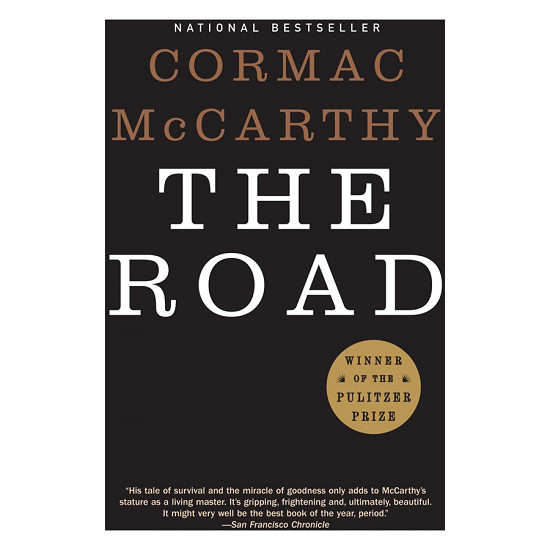 NATIONAL BESTSELLER
CORMAC
McCARTHY
THE
ROAD
WINNER
OF THE
PULITZER
PRIZE
“His tale of survival and the miracle of goodness only adds to McCarthy’s
stature as a living master. It’s gripping, frightening and, ultimately, beautiful.
It might very well be the best book of the year, period.”
—San Francisco Chronicle